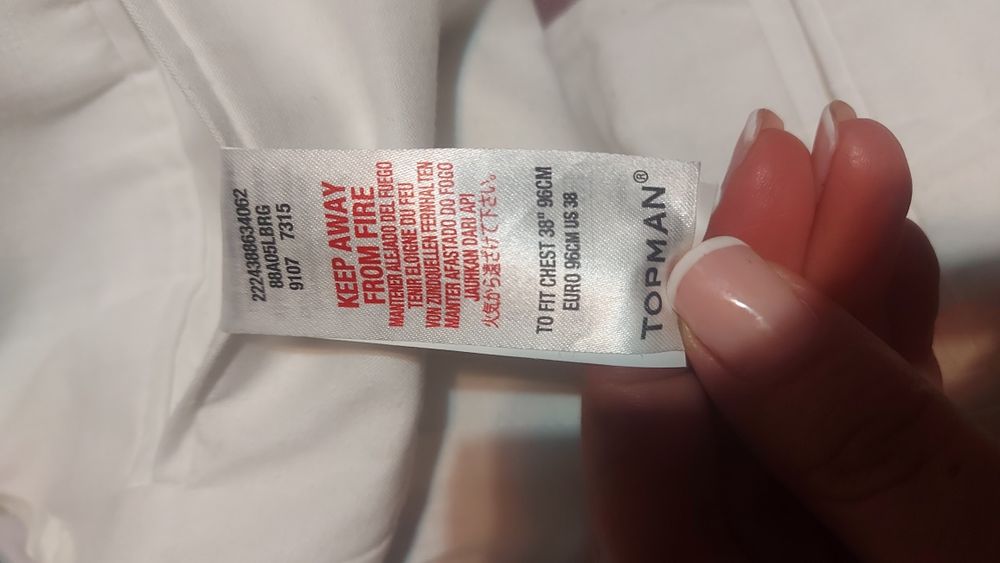 2224388634062
88A05LBRG
9107 7315
KEEP AWAY
FROM FIRE
MANTENER ALEJADO DEL FUEGO
TENIR ELOIGNE DU FEU
VON ZUNDQUELLEN FERNHALTEN
MANTER AFASTADO DO FOGO
JAUHKAN DARI API
火気から遠ざけて下さい。
TO FIT CHEST 38" 96CM
EURO 96CM US 38
TOPMAN®